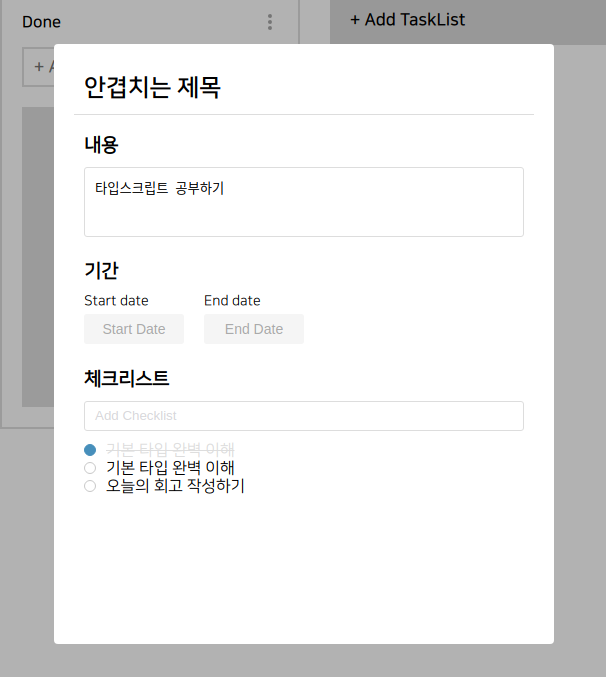 Done
+ Add TaskList
+ A
안겹치는 제목
내용
타입스크립트 공부하기
기간
Start date End date
Start Date End Date
체크리스트
Add Checklist
기본 타입 완벽 이해
기본 타입 완벽 이해
오늘의 회고 작성하기